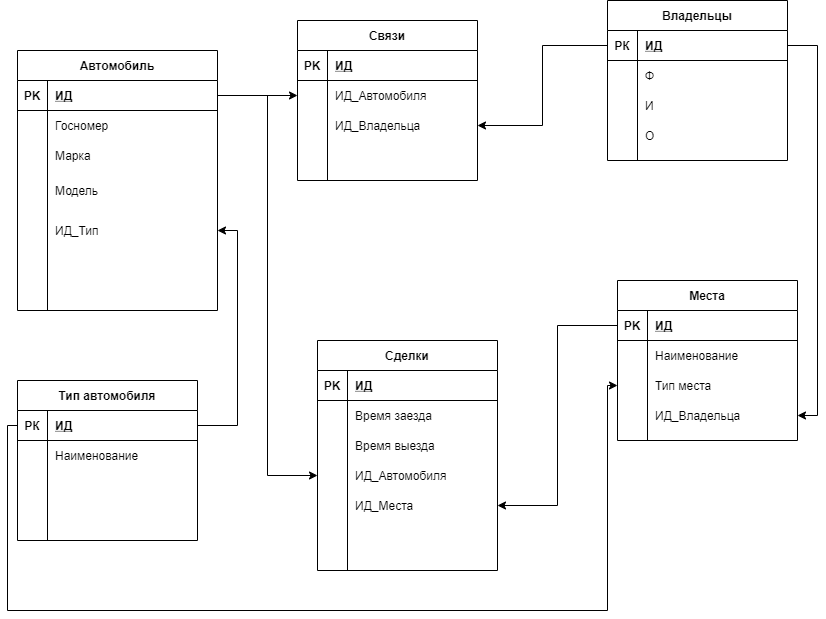 Автомобиль
PK ИД
Госномер
Марка
Модель
ИД_Тип
Связи
PK ИД
ИД_Автомобиля
ИД_Владельца
Владельцы
PK ИД
Ф
И
О
Тип автомобиля
PK ИД
Наименование
Сделки
PK ИД
Время заезда
Время выезда
ИД_Автомобиля
ИД_Места
Места
PK ИД
Наименование
Тип места
ИД_Владельца